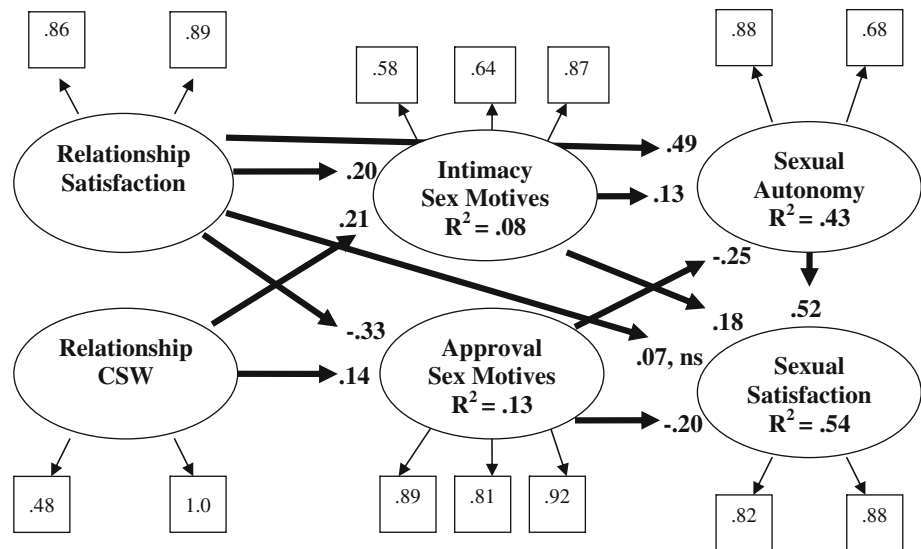 .86
.89
.58
.64
.87
.88
.68
Relationship
Satisfaction
.20
.21
-.33
Intimacy
Sex Motives
R² = .08
.49
.13
-.25
.18
.07, ns
Sexual
Autonomy
R² = .43
.52
Relationship
CSW
.14
Approval
Sex Motives
R² = .13
-.20
Sexual
Satisfaction
R² = .54
.48
1.0
.89
.81
.92
.82
.88